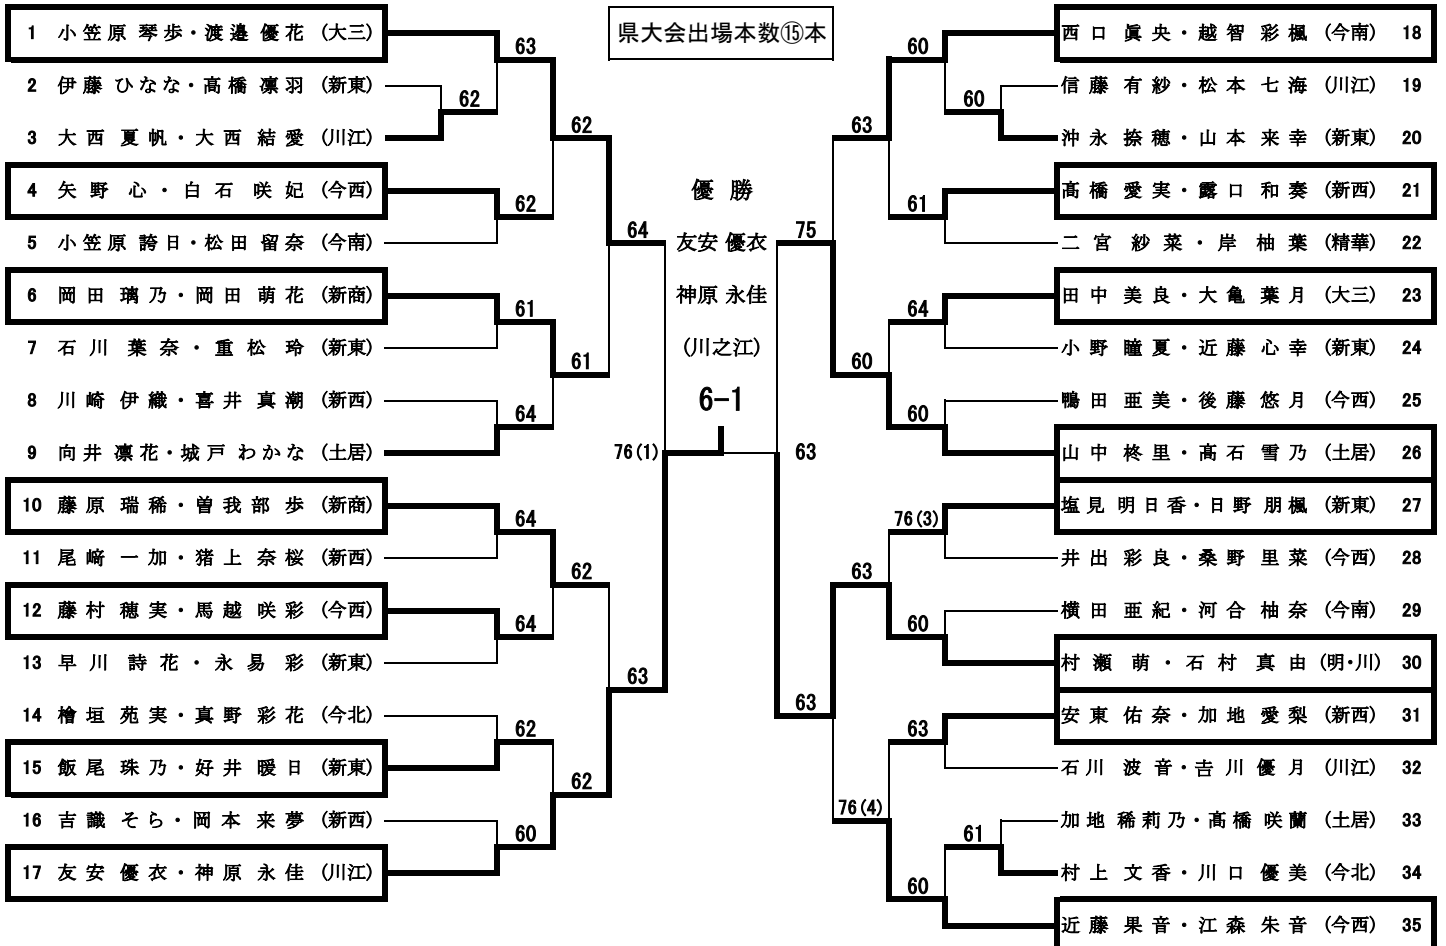 県大会出場本数⑮本
1 小笠原 琴歩・渡邉 優花 (大三)
2 伊藤 ひなな・高橋 凛羽 (新東)
3 大西 夏帆・大西 結愛 (川江)
4 矢野 心・白石 咲妃 (今西)
5 小笠原 誇日・松田 留奈 (今南)
6 岡田 璃乃・岡田 萌花 (新商)
7 石川 葉奈・重松 玲 (新東)
8 川崎 伊織・喜井 真潮 (新西)
9 向井 凛花・城戸 わかな (土居)
10 藤原 瑞稀・曽我部 歩 (新商)
11 尾﨑 一加・猪上 奈桜 (新西)
12 藤村 穂実・馬越 咲彩 (今西)
13 早川 詩花・永易 彩 (新東)
14 檜垣 苑実・真野 彩花 (今北)
15 飯尾 珠乃・好井 暖日 (新東)
16 吉識 そら・岡本 来夢 (新西)
17 友安 優衣・神原 永佳 (川江)
63
62
62
62
61
64
64
64
62
60
62
61
62
62
64
63
76(1)
優勝
友安 優衣
神原 永佳
(川之江)
6-1
75
63
63
63
60
63
76(4)
60
61
64
60
76(3)
60
63
60
60
61
西口 眞央・越智 彩楓 (今南) 18
信藤 有紗・松本 七海 (川江) 19
沖永 捺穂・山本 来幸 (新東) 20
髙橋 愛実・露口 和奏 (新西) 21
二宮 紗菜・岸 柚葉 (精華) 22
田中 美良・大亀 葉月 (大三) 23
小野 瞳夏・近藤 心幸 (新東) 24
鴨田 亜美・後藤 悠月 (今西) 25
山中 柊里・髙石 雪乃 (土居) 26
塩見 明日香・日野 朋楓 (新東) 27
井出 彩良・桑野 里菜 (今西) 28
横田 亜紀・河合 柚奈 (今南) 29
村瀬 萌・石村 真由 (明・川) 30
安東 佑奈・加地 愛梨 (新西) 31
石川 波音・𠮷川 優月 (川江) 32
加地 稀莉乃・髙橋 咲蘭 (土居) 33
村上 文香・川口 優美 (今北) 34
近藤 果音・江森 朱音 (今西) 35